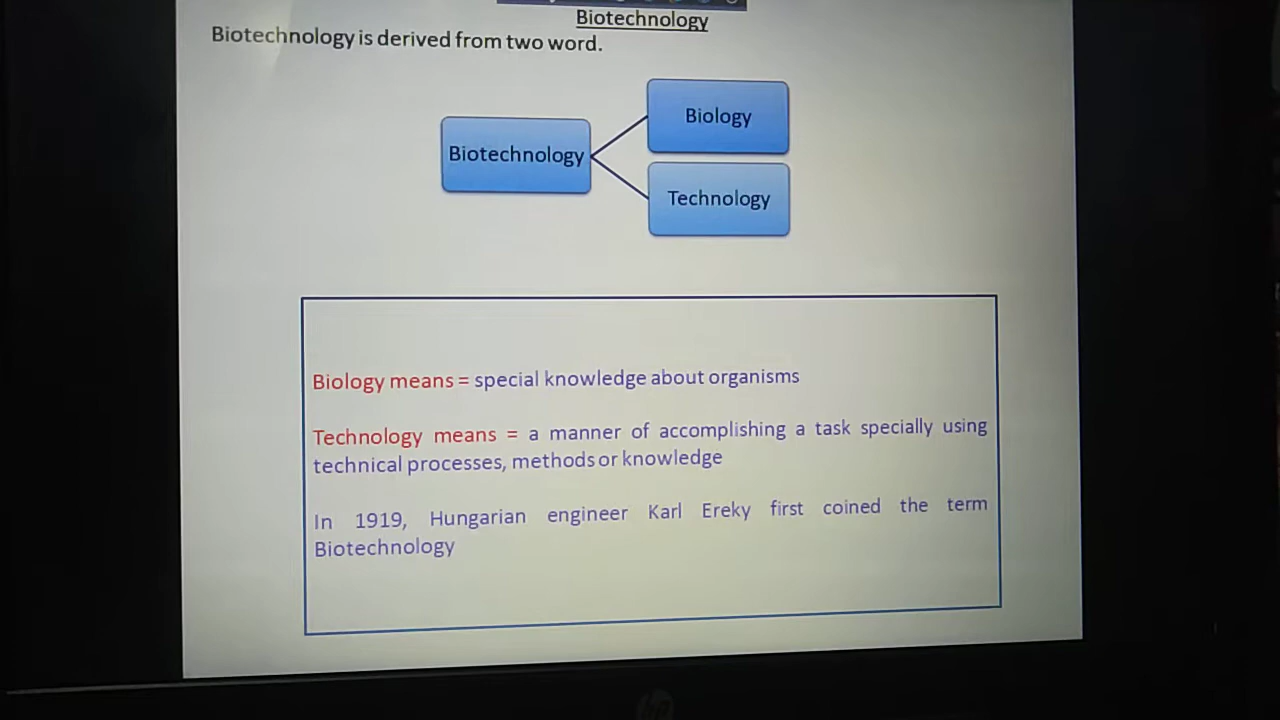 Biotechnology
Biotechnology is derived from two word.
Biology
Biotechnology
Technology
Biology means = special knowledge about organisms
Technology means = a manner of accomplishing a task specially using
technical processes, methods or knowledge
In 1919, Hungarian engineer Karl Ereky first coined the term
Biotechnology
hp